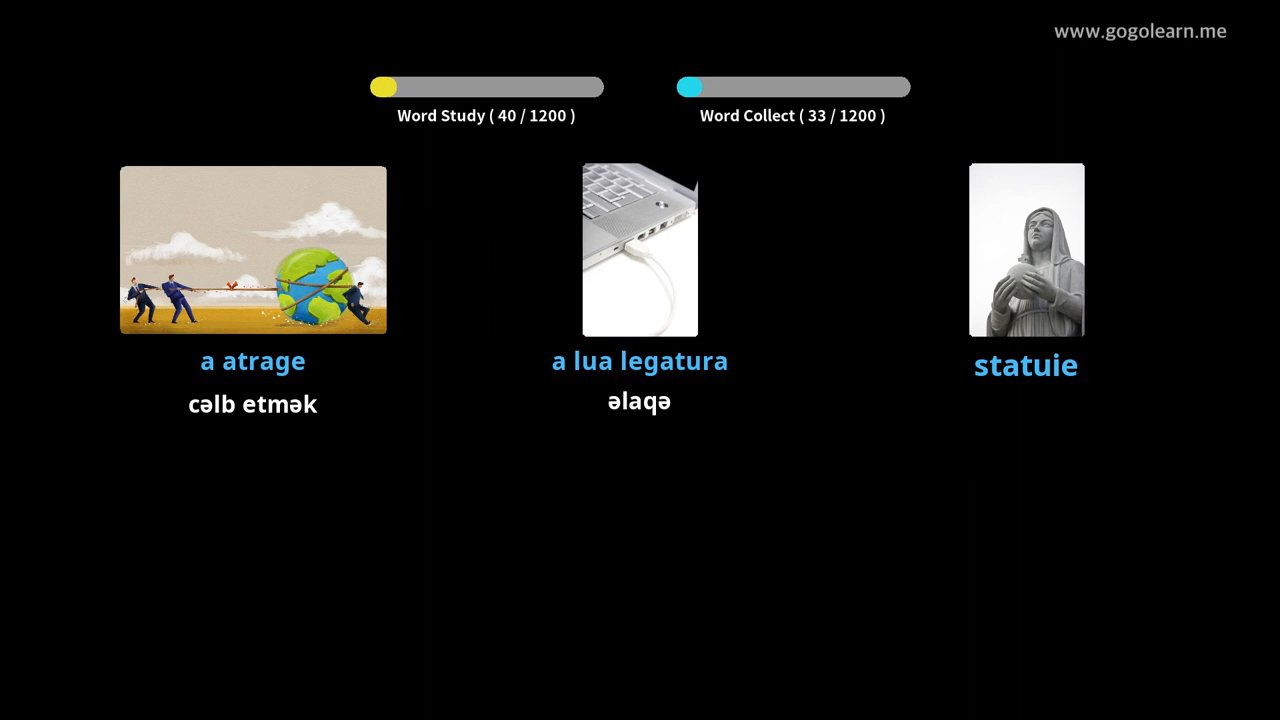 www.gogolearn.me
Word Study ( 40 / 1200 )
Word Collect ( 33 / 1200 )
a atrage
cəlb etmək
a lua legatura
əlaqə
statuie